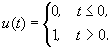 u(t) = { 0, t ≤ 0,
1, t > 0.